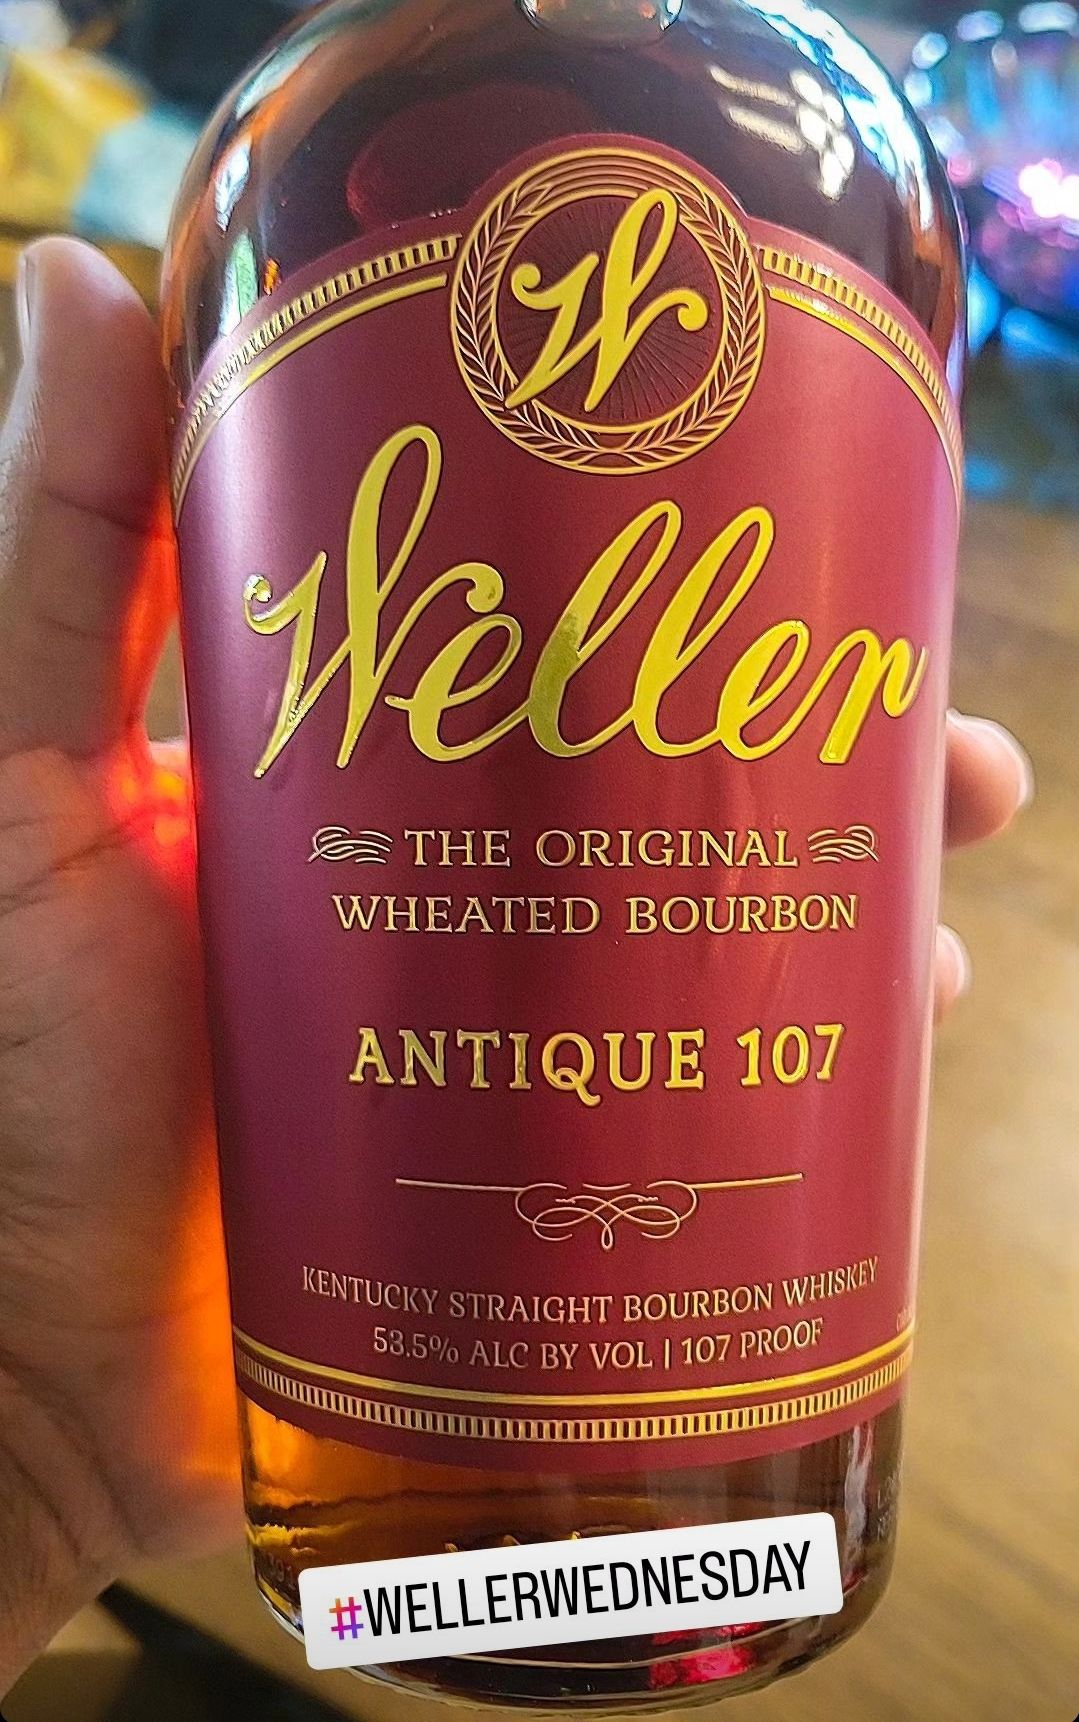 W
Weller
THE ORIGINAL
WHEATED BOURBON
ANTIQUE 107
KENTUCKY STRAIGHT BOURBON WHISKEY
53.5% ALC BY VOL | 107 PROOF
#WELLERWEDNESDAY